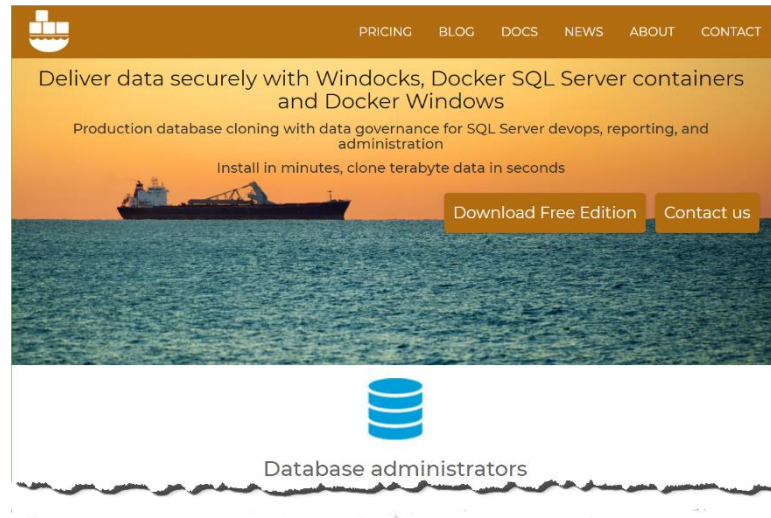 PRICING BLOG DOCS NEWS ABOUT CONTACT
Deliver data securely with Windocks, Docker SQL Server containers
and Docker Windows
Production database cloning with data governance for SQL Server devops, reporting, and
administration
Install in minutes, clone terabyte data in seconds
Download Free Edition Contact us
Database administrators